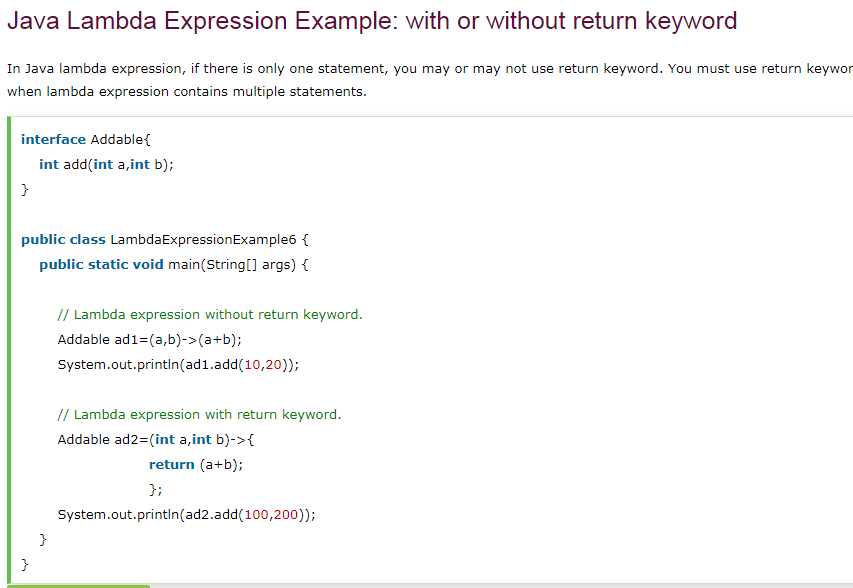 Java Lambda Expression Example: with or without return keyword
In Java lambda expression, if there is only one statement, you may or may not use return keyword. You must use return keywor
when lambda expression contains multiple statements.
interface Addable{
int add(int a,int b);
}
public class LambdaExpressionExample6 {
public static void main(String[] args) {
// Lambda expression without return keyword.
Addable ad1=(a,b)->(a+b);
System.out.println(ad1.add(10,20));
// Lambda expression with return keyword.
Addable ad2=(int a,int b)->{
return (a+b);
};
System.out.println(ad2.add(100,200));
}
}